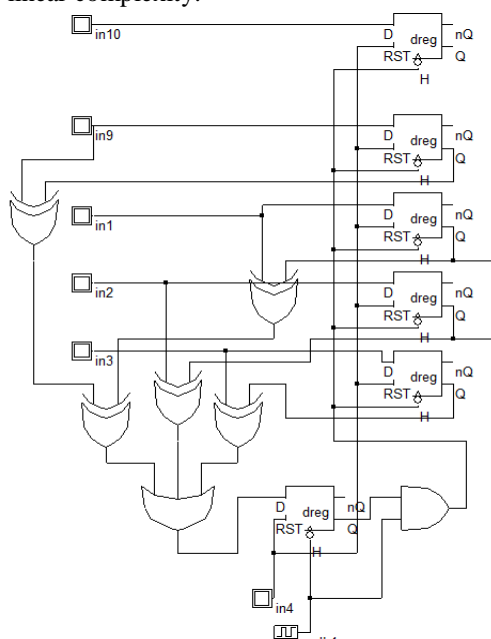 linear complexity.
in10
D dreg nQ
RST Q
H
in9
D dreg nQ
RST Q
H
in1
D dreg nQ
RST Q
H
in2
D dreg nQ
RST Q
H
in3
D dreg nQ
RST Q
H
D dreg nQ
RST Q
H
in4